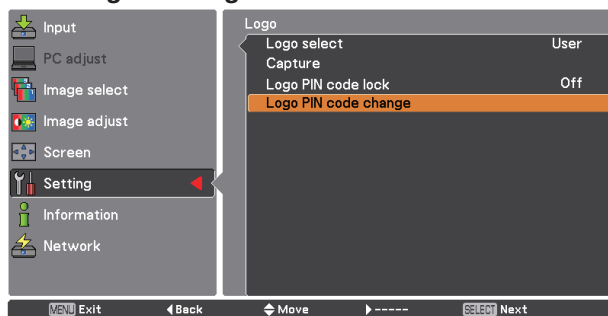 Input
PC adjust
Image select
Image adjust
Screen
Setting
Information
Network
Logo
Logo select User
Capture
Logo PIN code lock Off
Logo PIN code change
MENU Exit Back Move ----- SELECT Next